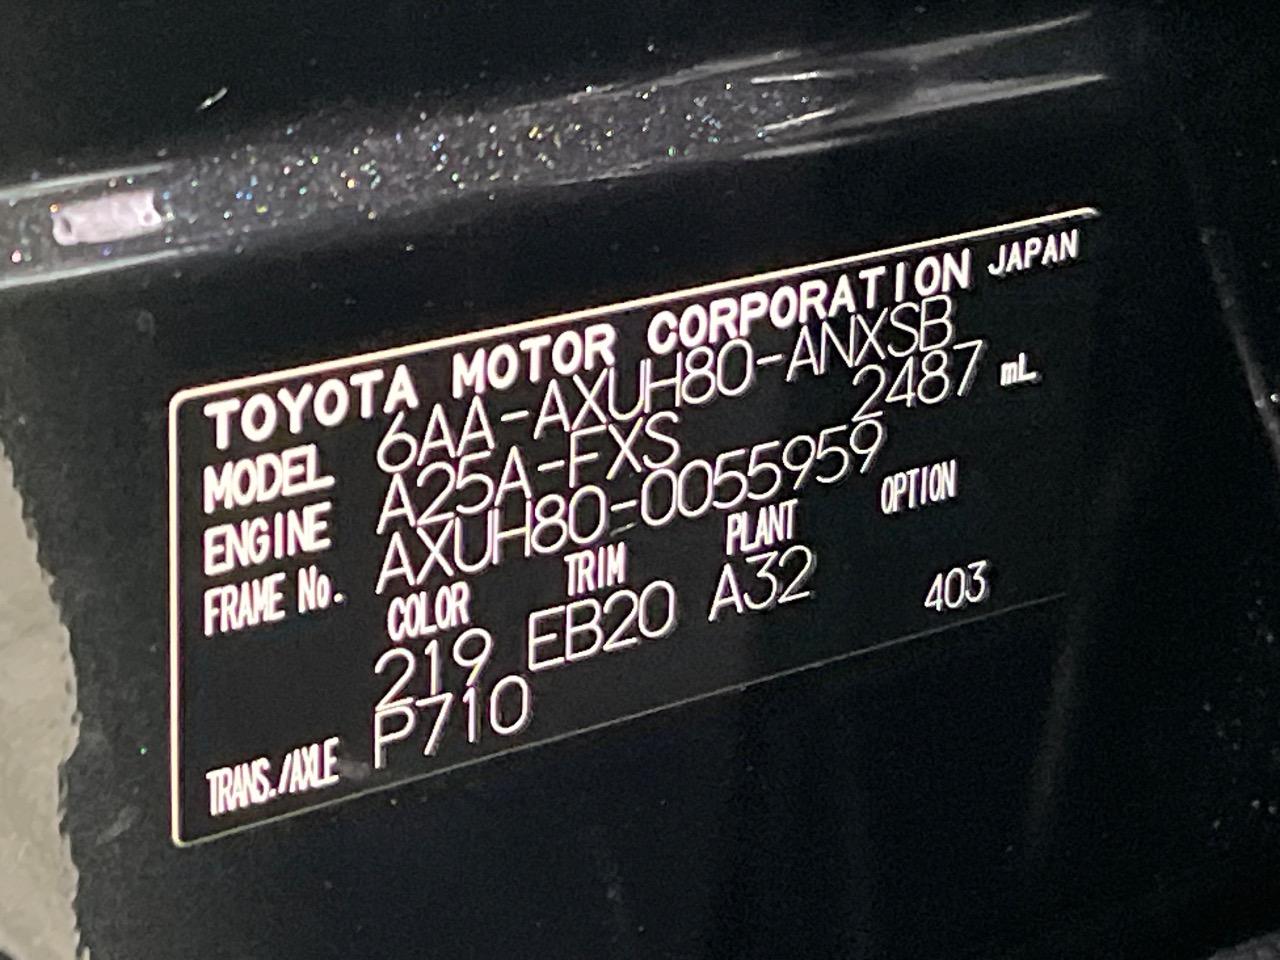 TOYOTA MOTOR CORPORATION JAPAN
MODEL 6AA-AXUH80-ANXSB
ENGINE A25A-FXS 2487 mL
FRAME No. AXUH80-0055959
COLOR TRIM PLANT OPTION
219 EB20 A32 403
TRANS./AXLE P710